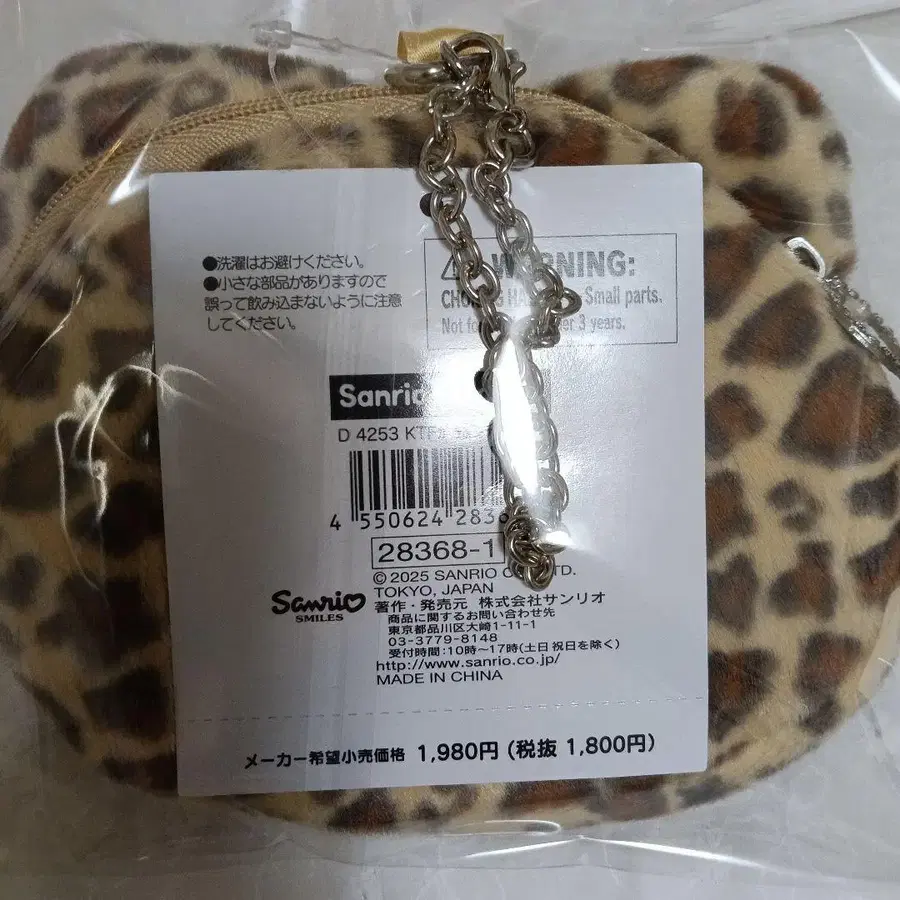 ●洗濯はお避けください。
●小さな部品がありますので
誤って飲み込まないように注意
してください。
WARNING:
Small parts.
Not 3 years.
Sanrio
D 4253
4 550624 283
28368-1
© 2025 SANRIO CO., LTD.
TOKYO, JAPAN
著作・発売元 株式会社サンリオ
Sanrio
SMILES
商品に関するお問い合わせ先
東京都品川区大崎1-11-1
03-3779-8148
受付時間:10時〜17時(土日祝日を除く)
http://www.sanrio.co.jp/
MADE IN CHINA
メーカー希望小売価格 1,980円 (税抜 1,800円)